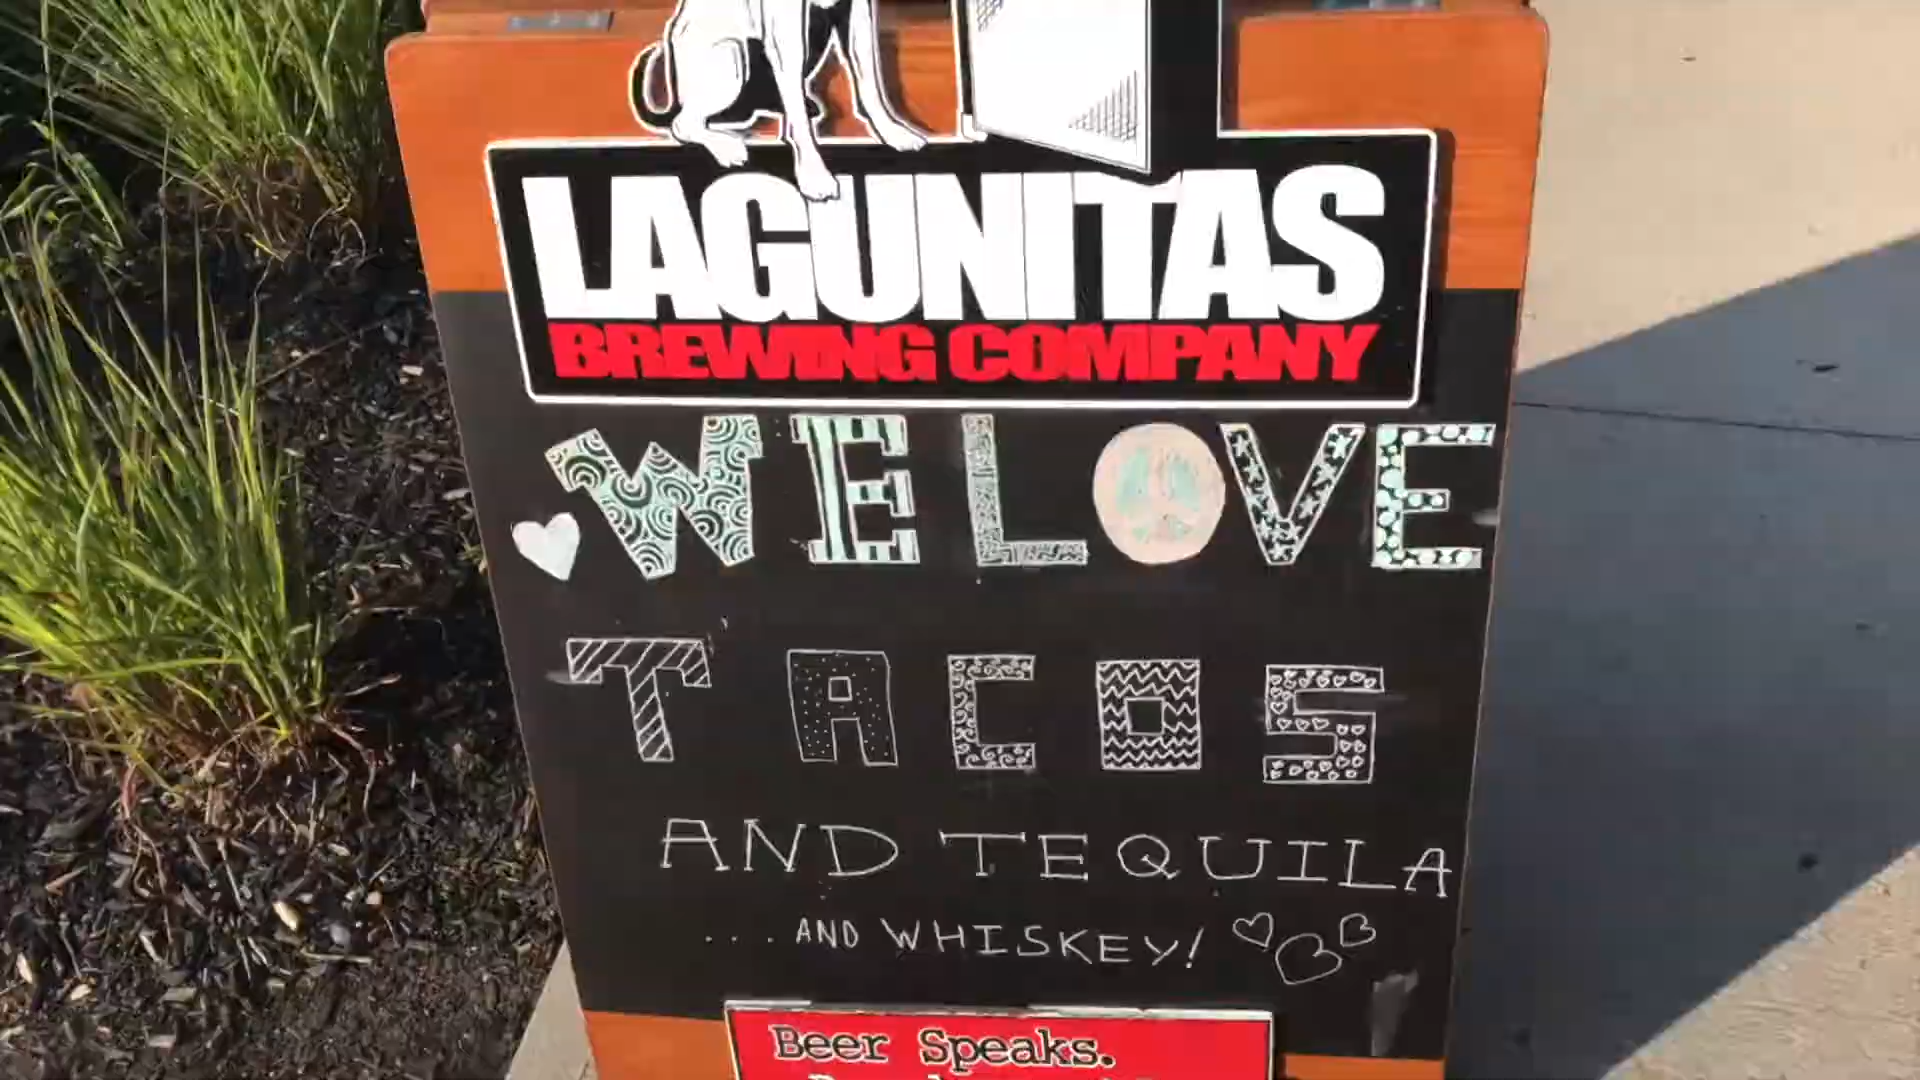 LAGUNITAS
BREWING COMPANY
WE LOVE
TACOS
AND TEQUILA
... AND WHISKEY!
Beer Speaks.